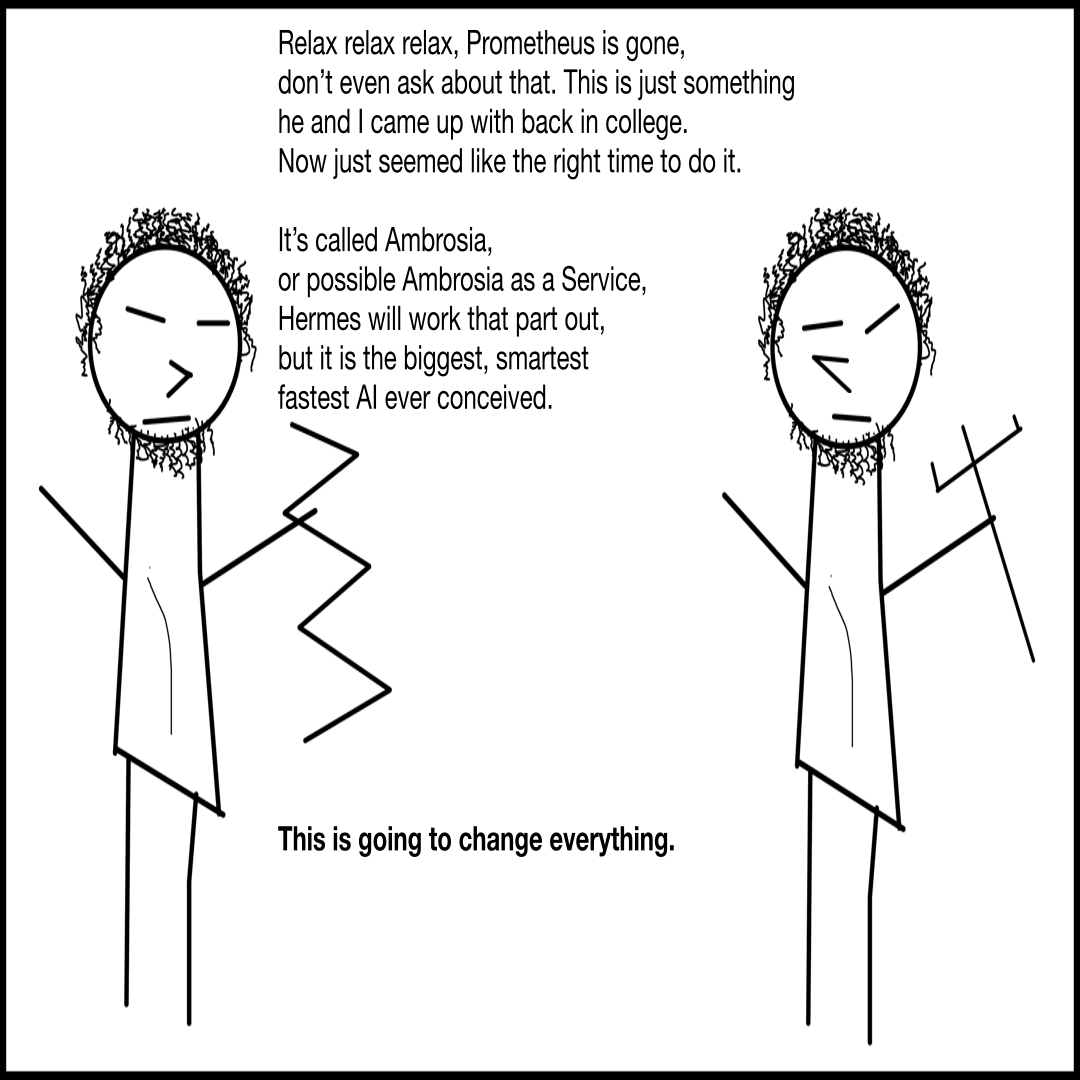 Relax relax relax, Prometheus is gone,
don’t even ask about that. This is just something
he and I came up with back in college.
Now just seemed like the right time to do it.
It’s called Ambrosia,
or possible Ambrosia as a Service,
Hermes will work that part out,
but it is the biggest, smartest
fastest AI ever conceived.
This is going to change everything.